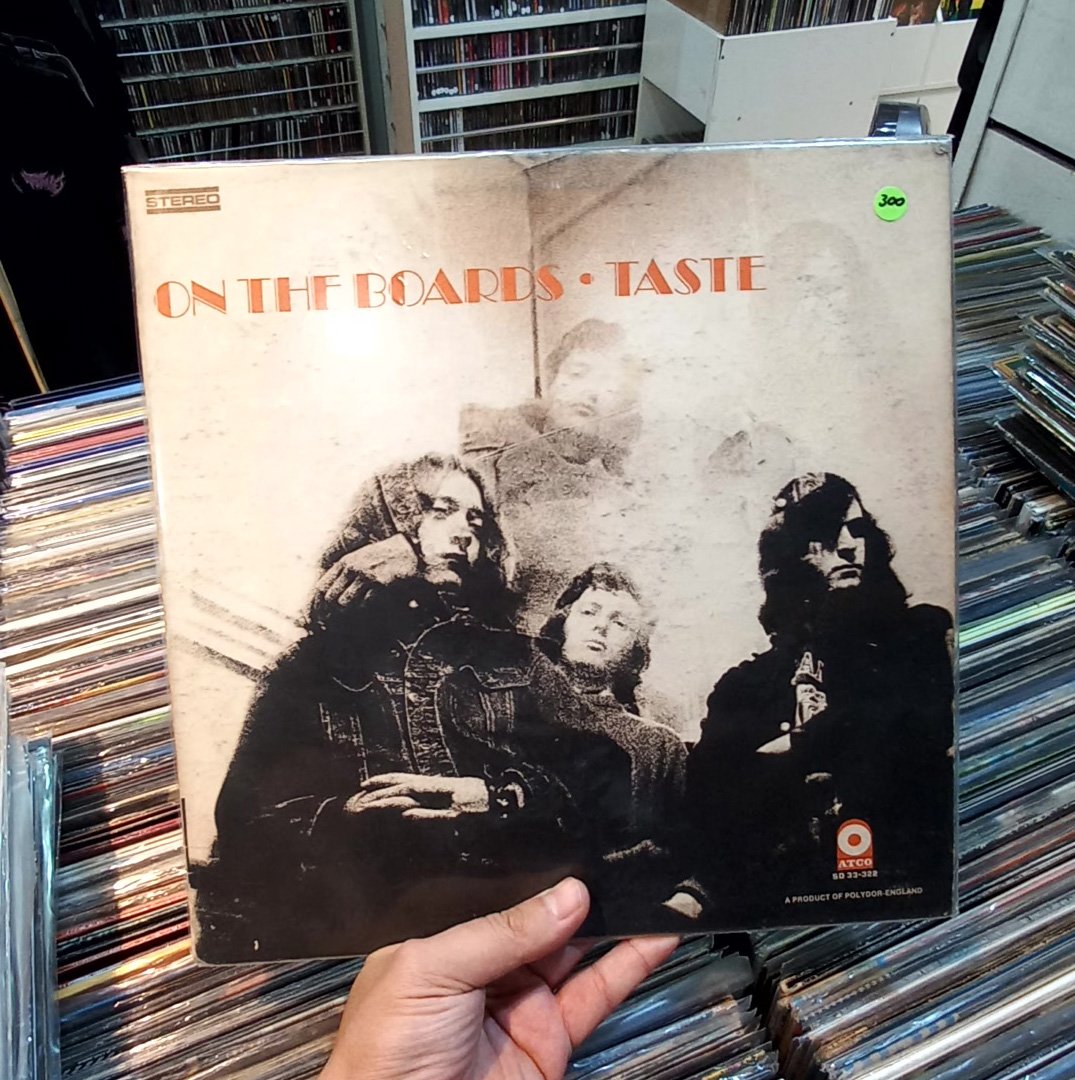 STEREO
300
ON THE BOARDS • TASTE
ATCO
SD 33-322
A PRODUCT OF POLYDOR-ENGLAND